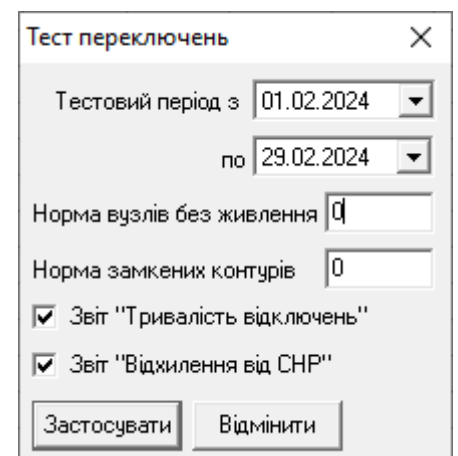 Тест переключень
Тестовий період з 01.02.2024
по 29.02.2024
Норма вузлів без живлення 0
Норма замкених контурів 0
Звіт "Тривалість відключень"
Звіт "Відхилення від СНР"
Застосувати Відмінити